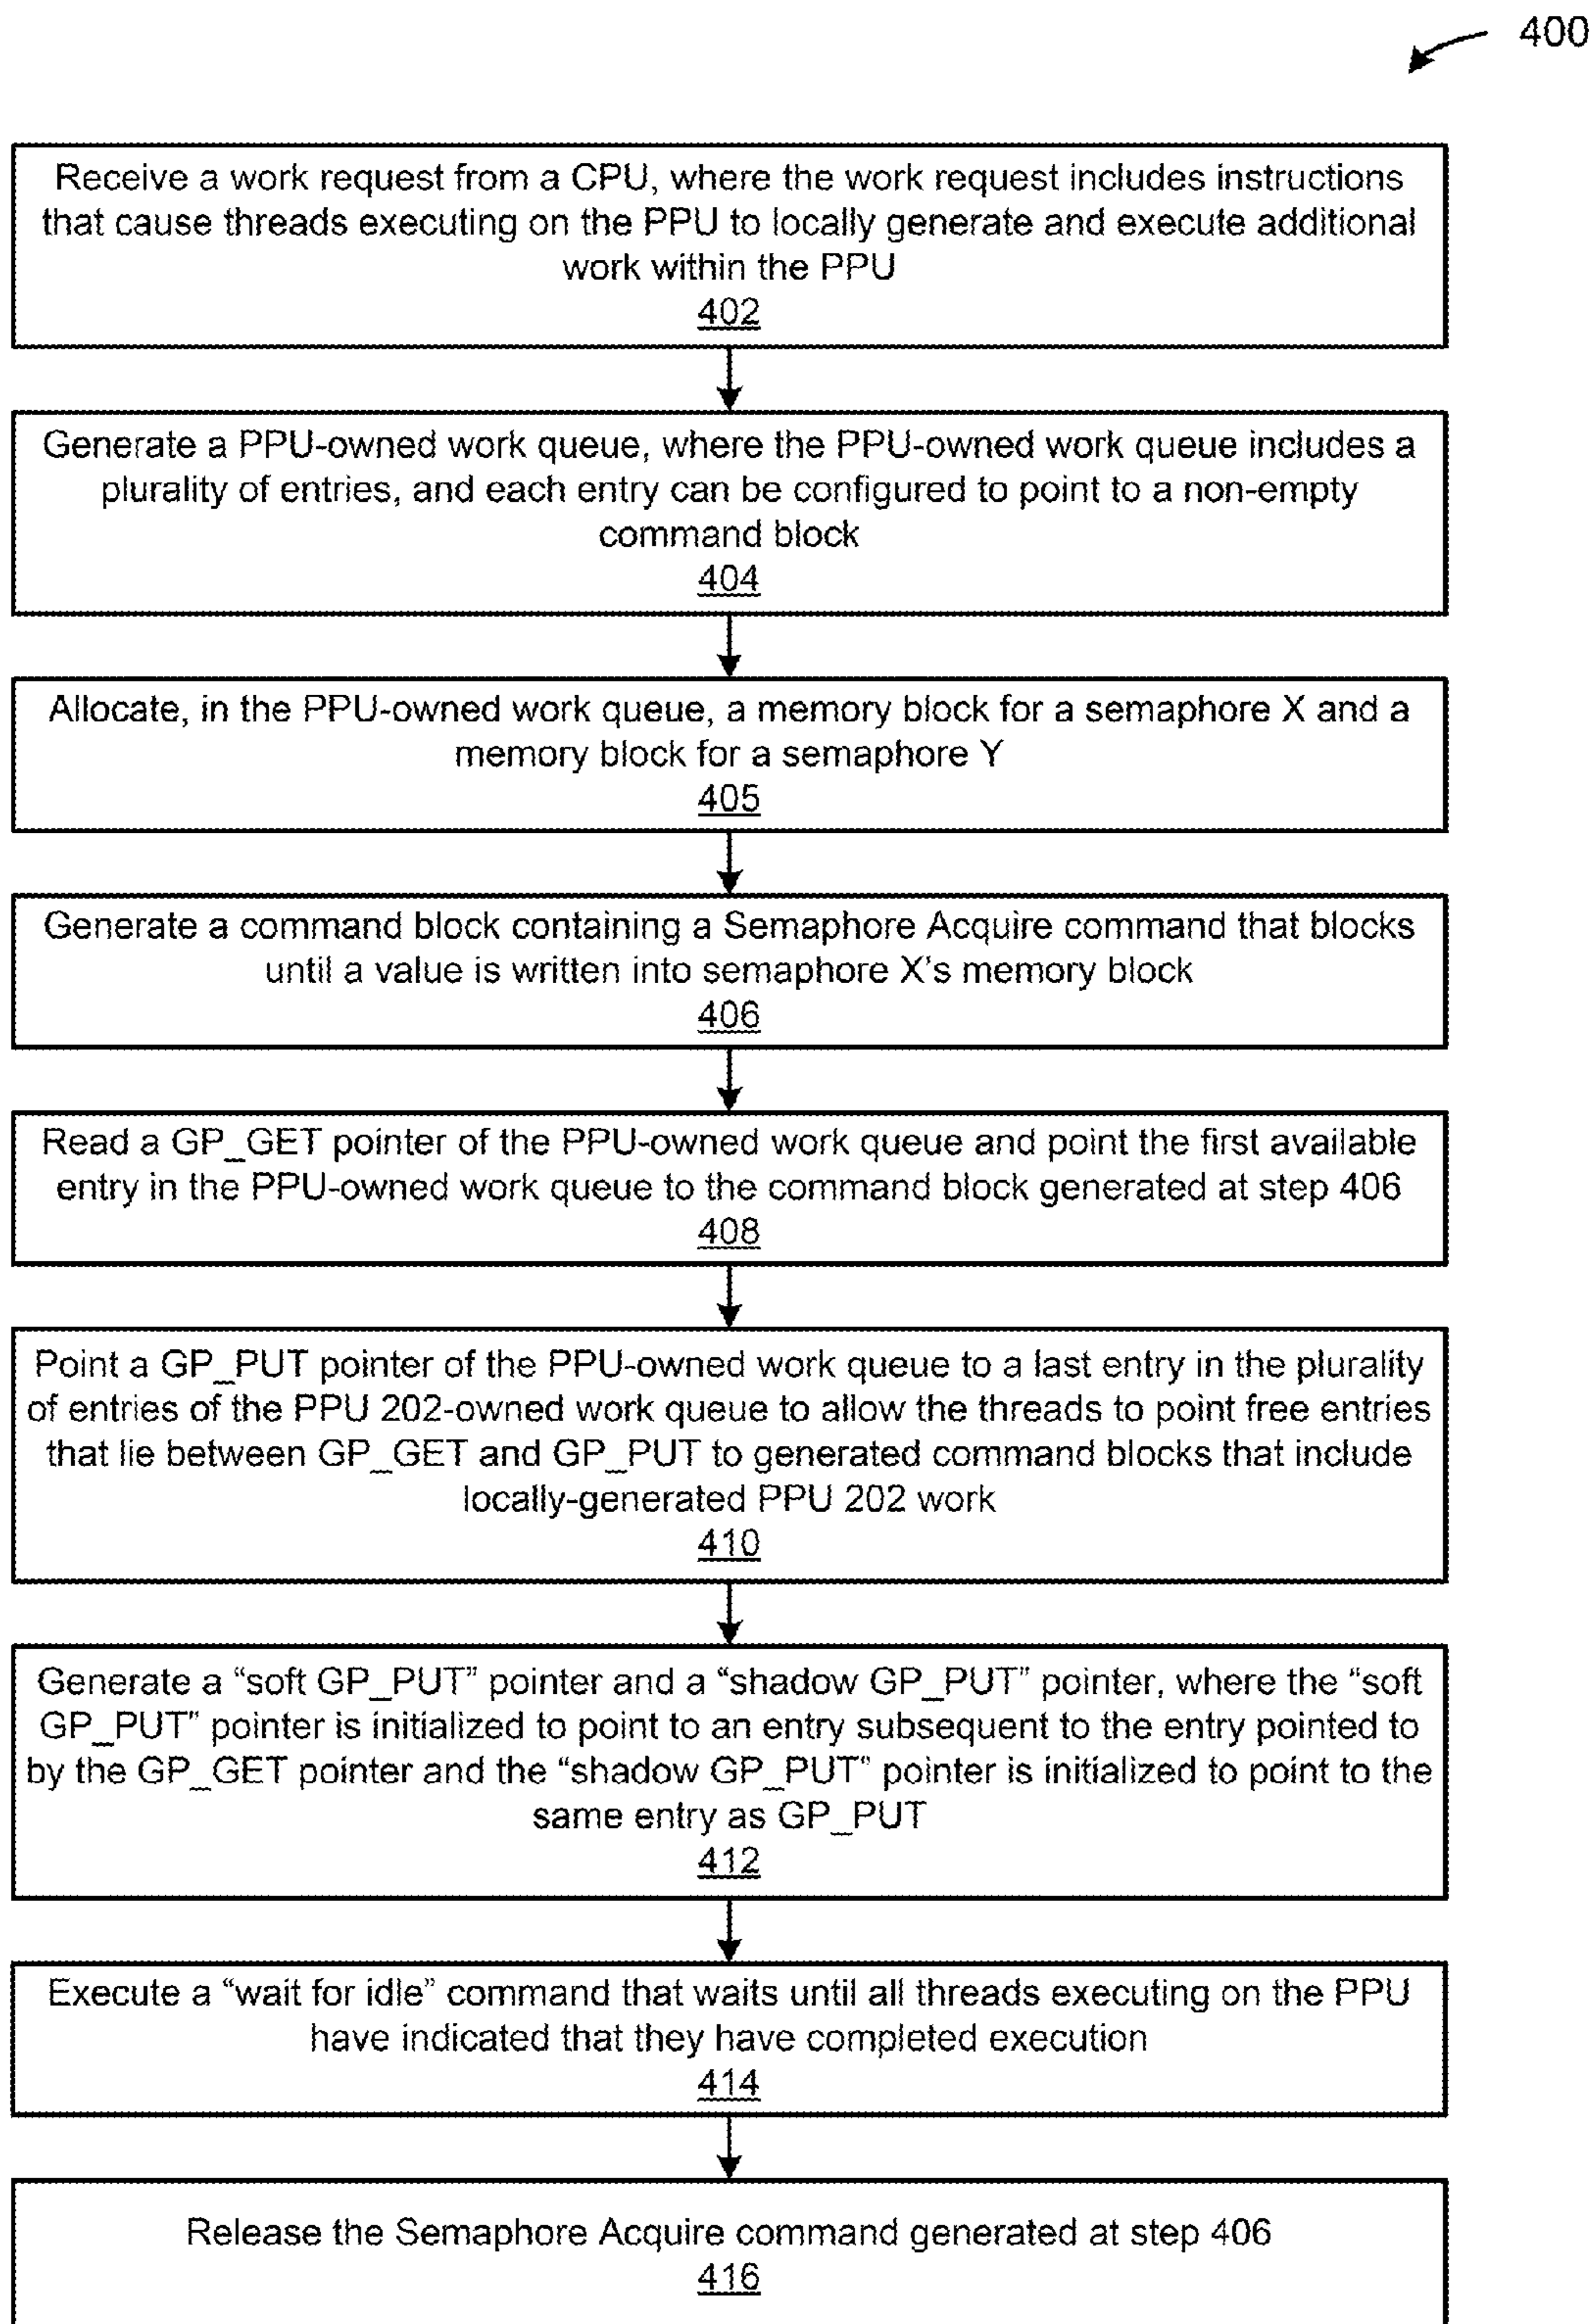 400
Receive a work request from a CPU, where the work request includes instructions
that cause threads executing on the PPU to locally generate and execute additional
work within the PPU
402
Generate a PPU-owned work queue, where the PPU-owned work queue includes a
plurality of entries, and each entry can be configured to point to a non-empty
command block
404
Allocate, in the PPU-owned work queue, a memory block for a semaphore X and a
memory block for a semaphore Y
405
Generate a command block containing a Semaphore Acquire command that blocks
until a value is written into semaphore X's memory block
406
Read a GP_GET pointer of the PPU-owned work queue and point the first available
entry in the PPU-owned work queue to the command block generated at step 406
408
Point a GP_PUT pointer of the PPU-owned work queue to a last entry in the plurality
of entries of the PPU 202-owned work queue to allow the threads to point free entries
that lie between GP_GET and GP_PUT to generated command blocks that include
locally-generated PPU 202 work
410
Generate a “soft GP_PUT” pointer and a “shadow GP_PUT” pointer, where the “soft
GP_PUT” pointer is initialized to point to an entry subsequent to the entry pointed to
by the GP_GET pointer and the “shadow GP_PUT” pointer is initialized to point to the
same entry as GP_PUT
412
Execute a “wait for idle” command that waits until all threads executing on the PPU
have indicated that they have completed execution
414
Release the Semaphore Acquire command generated at step 406
416